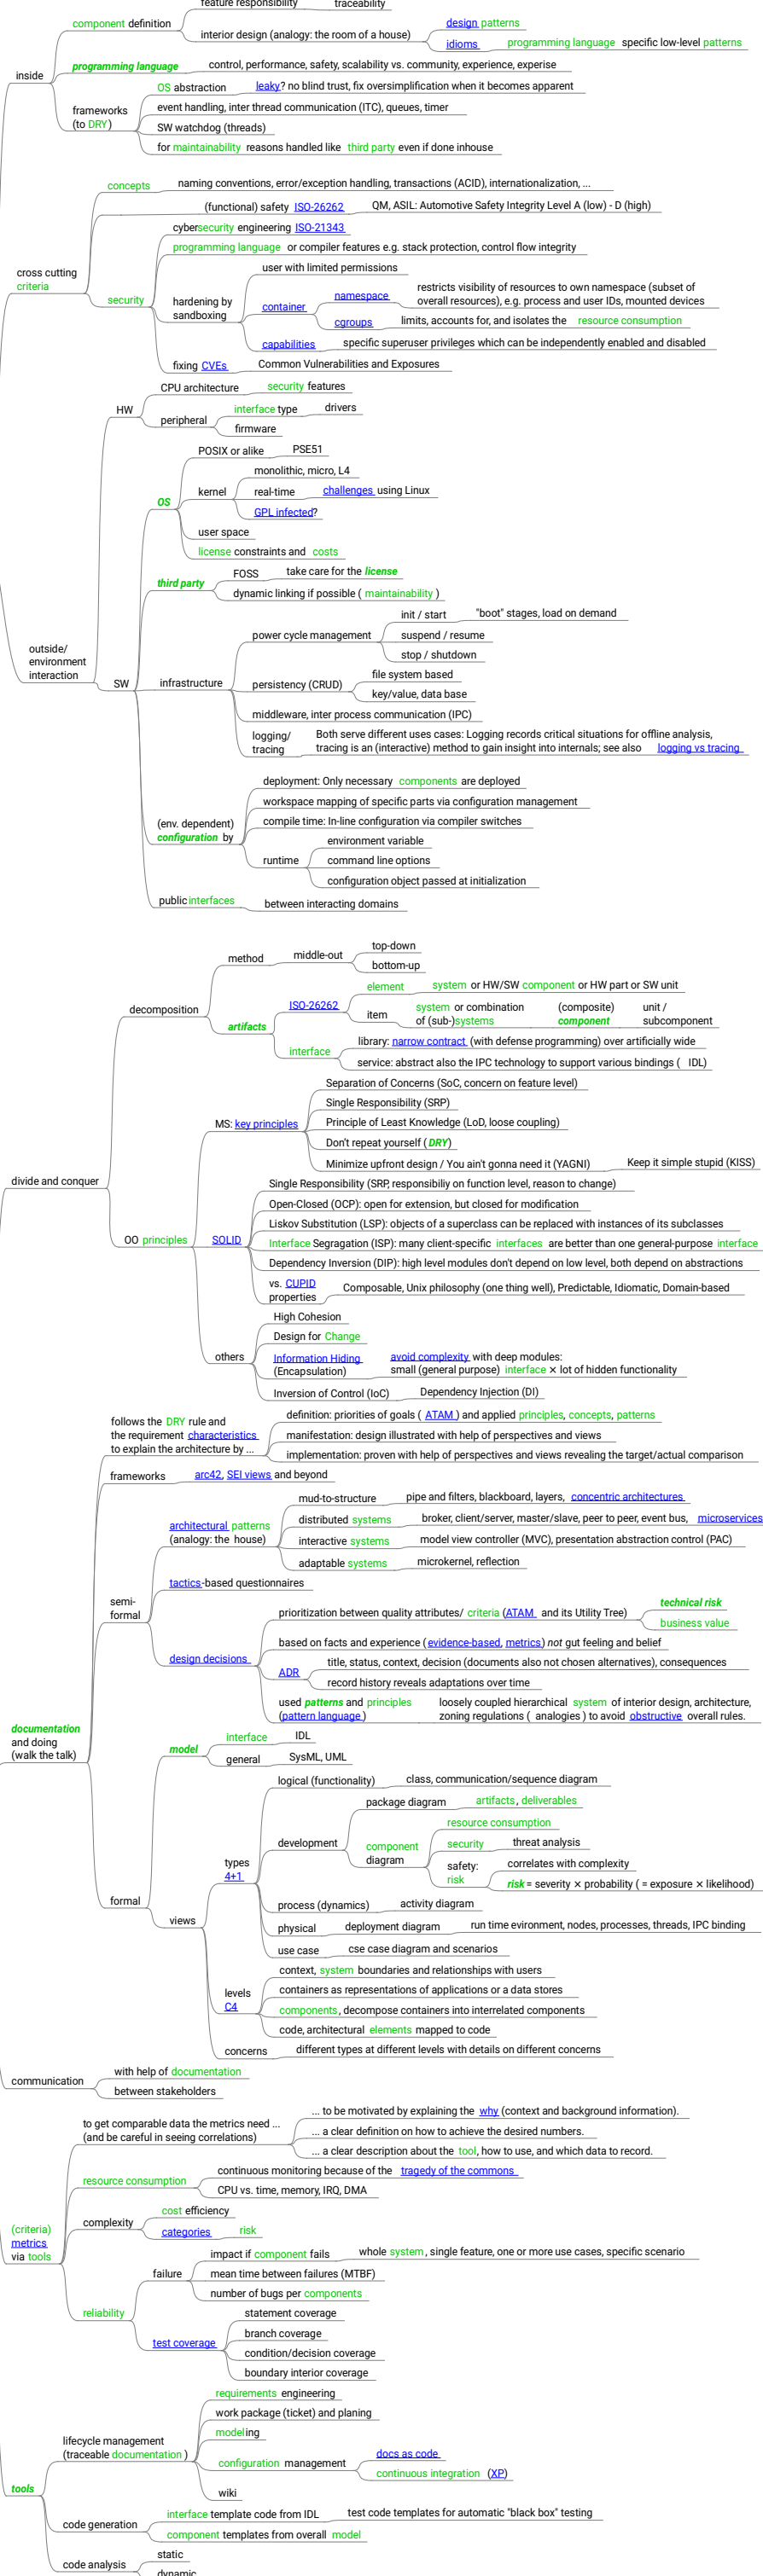 feature responsibility traceability
component definition
interior design (analogy: the room of a house)
design patterns
idioms programming language specific low-level patterns
inside
programming language control, performance, safety, scalability vs. community, experience, experise
frameworks
(to DRY)
OS abstraction leaky? no blind trust, fix oversimplification when it becomes apparent
event handling, inter thread communication (ITC), queues, timer
SW watchdog (threads)
for maintainability reasons handled like third party even if done inhouse
cross cutting
criteria
concepts naming conventions, error/exception handling, transactions (ACID), internationalization, ...
(functional) safety ISO-26262 QM, ASIL: Automotive Safety Integrity Level A (low) - D (high)
security
cybersecurity engineering ISO-21343
programming language or compiler features e.g. stack protection, control flow integrity
hardening by
sandboxing
user with limited permissions
container
namespace
restricts visibility of resources to own namespace (subset of
overall resources), e.g. process and user IDs, mounted devices
cgroups limits, accounts for, and isolates the resource consumption
capabilities specific superuser privileges which can be independently enabled and disabled
fixing CVEs Common Vulnerabilities and Exposures
outside/
environment
interaction
HW
CPU architecture security features
peripheral
interface type drivers
firmware
SW
OS
POSIX or alike PSE51
kernel
monolithic, micro, L4
real-time challenges using Linux
GPL infected?
user space
license constraints and costs
third party
FOSS take care for the license
dynamic linking if possible ( maintainability )
infrastructure
power cycle management
init / start "boot" stages, load on demand
suspend / resume
stop / shutdown
persistency (CRUD)
file system based
key/value, data base
middleware, inter process communication (IPC)
logging/
tracing
Both serve different uses cases: Logging records critical situations for offline analysis,
tracing is an (interactive) method to gain insight into internals; see also logging vs tracing
(env. dependent)
configuration by
deployment: Only necessary components are deployed
workspace mapping of specific parts via configuration management
compile time: In-line configuration via compiler switches
runtime
environment variable
command line options
configuration object passed at initialization
public interfaces between interacting domains
divide and conquer
decomposition
method middle-out
top-down
bottom-up
artifacts
ISO-26262
element system or HW/SW component or HW part or SW unit
item
system or combination
of (sub-)systems
(composite)
component
unit /
subcomponent
interface
library: narrow contract (with defense programming) over artificially wide
service: abstract also the IPC technology to support various bindings ( IDL)
OO principles
MS: key principles
Separation of Concerns (SoC, concern on feature level)
Single Responsibility (SRP)
Principle of Least Knowledge (LoD, loose coupling)
Don't repeat yourself (DRY)
Minimize upfront design / You ain't gonna need it (YAGNI) Keep it simple stupid (KISS)
SOLID
Single Responsibility (SRP, responsibiliy on function level, reason to change)
Open-Closed (OCP): open for extension, but closed for modification
Liskov Substitution (LSP): objects of a superclass can be replaced with instances of its subclasses
Interface Segragation (ISP): many client-specific interfaces are better than one general-purpose interface
Dependency Inversion (DIP): high level modules don't depend on low level, both depend on abstractions
vs. CUPID
properties
Composable, Unix philosophy (one thing well), Predictable, Idiomatic, Domain-based
others
High Cohesion
Design for Change
Information Hiding
(Encapsulation)
avoid complexity with deep modules:
small (general purpose) interface × lot of hidden functionality
Inversion of Control (IoC) Dependency Injection (DI)
documentation
and doing
(walk the talk)
follows the DRY rule and
the requirement characteristics
to explain the architecture by ...
definition: priorities of goals ( ATAM ) and applied principles, concepts, patterns
manifestation: design illustrated with help of perspectives and views
implementation: proven with help of perspectives and views revealing the target/actual comparison
frameworks arc42, SEI views and beyond
semi-
formal
architectural patterns
(analogy: the house)
mud-to-structure pipe and filters, blackboard, layers, concentric architectures
distributed systems broker, client/server, master/slave, peer to peer, event bus, microservices
interactive systems model view controller (MVC), presentation abstraction control (PAC)
adaptable systems microkernel, reflection
tactics-based questionnaires
design decisions
prioritization between quality attributes/ criteria (ATAM and its Utility Tree)
technical risk
business value
based on facts and experience (evidence-based, metrics) not gut feeling and belief
ADR
title, status, context, decision (documents also not chosen alternatives), consequences
record history reveals adaptations over time
used patterns and principles
(pattern language )
loosely coupled hierarchical system of interior design, architecture,
zoning regulations ( analogies ) to avoid obstructive overall rules.
formal
model
interface IDL
general SysML, UML
views
types
4+1
logical (functionality) class, communication/sequence diagram
development
package diagram artifacts, deliverables
component
diagram
resource consumption
security threat analysis
safety:
risk
correlates with complexity
risk = severity × probability ( = exposure × likelihood)
process (dynamics) activity diagram
physical deployment diagram run time evironment, nodes, processes, threads, IPC binding
use case cse case diagram and scenarios
levels
C4
context, system boundaries and relationships with users
containers as representations of applications or a data stores
components, decompose containers into interrelated components
code, architectural elements mapped to code
concerns different types at different levels with details on different concerns
communication
with help of documentation
between stakeholders
(criteria)
metrics
via tools
to get comparable data the metrics need ...
(and be careful in seeing correlations)
... to be motivated by explaining the why (context and background information).
... a clear definition on how to achieve the desired numbers.
... a clear description about the tool, how to use, and which data to record.
resource consumption
continuous monitoring because of the tragedy of the commons
CPU vs. time, memory, IRQ, DMA
complexity
cost efficiency
categories risk
reliability
failure
impact if component fails whole system, single feature, one or more use cases, specific scenario
mean time between failures (MTBF)
number of bugs per components
test coverage
statement coverage
branch coverage
condition/decision coverage
boundary interior coverage
tools
lifecycle management
(traceable documentation )
requirements engineering
work package (ticket) and planing
modeling
configuration management
docs as code
continuous integration (XP)
wiki
code generation
interface template code from IDL test code templates for automatic "black box" testing
component templates from overall model
code analysis
static
dynamic